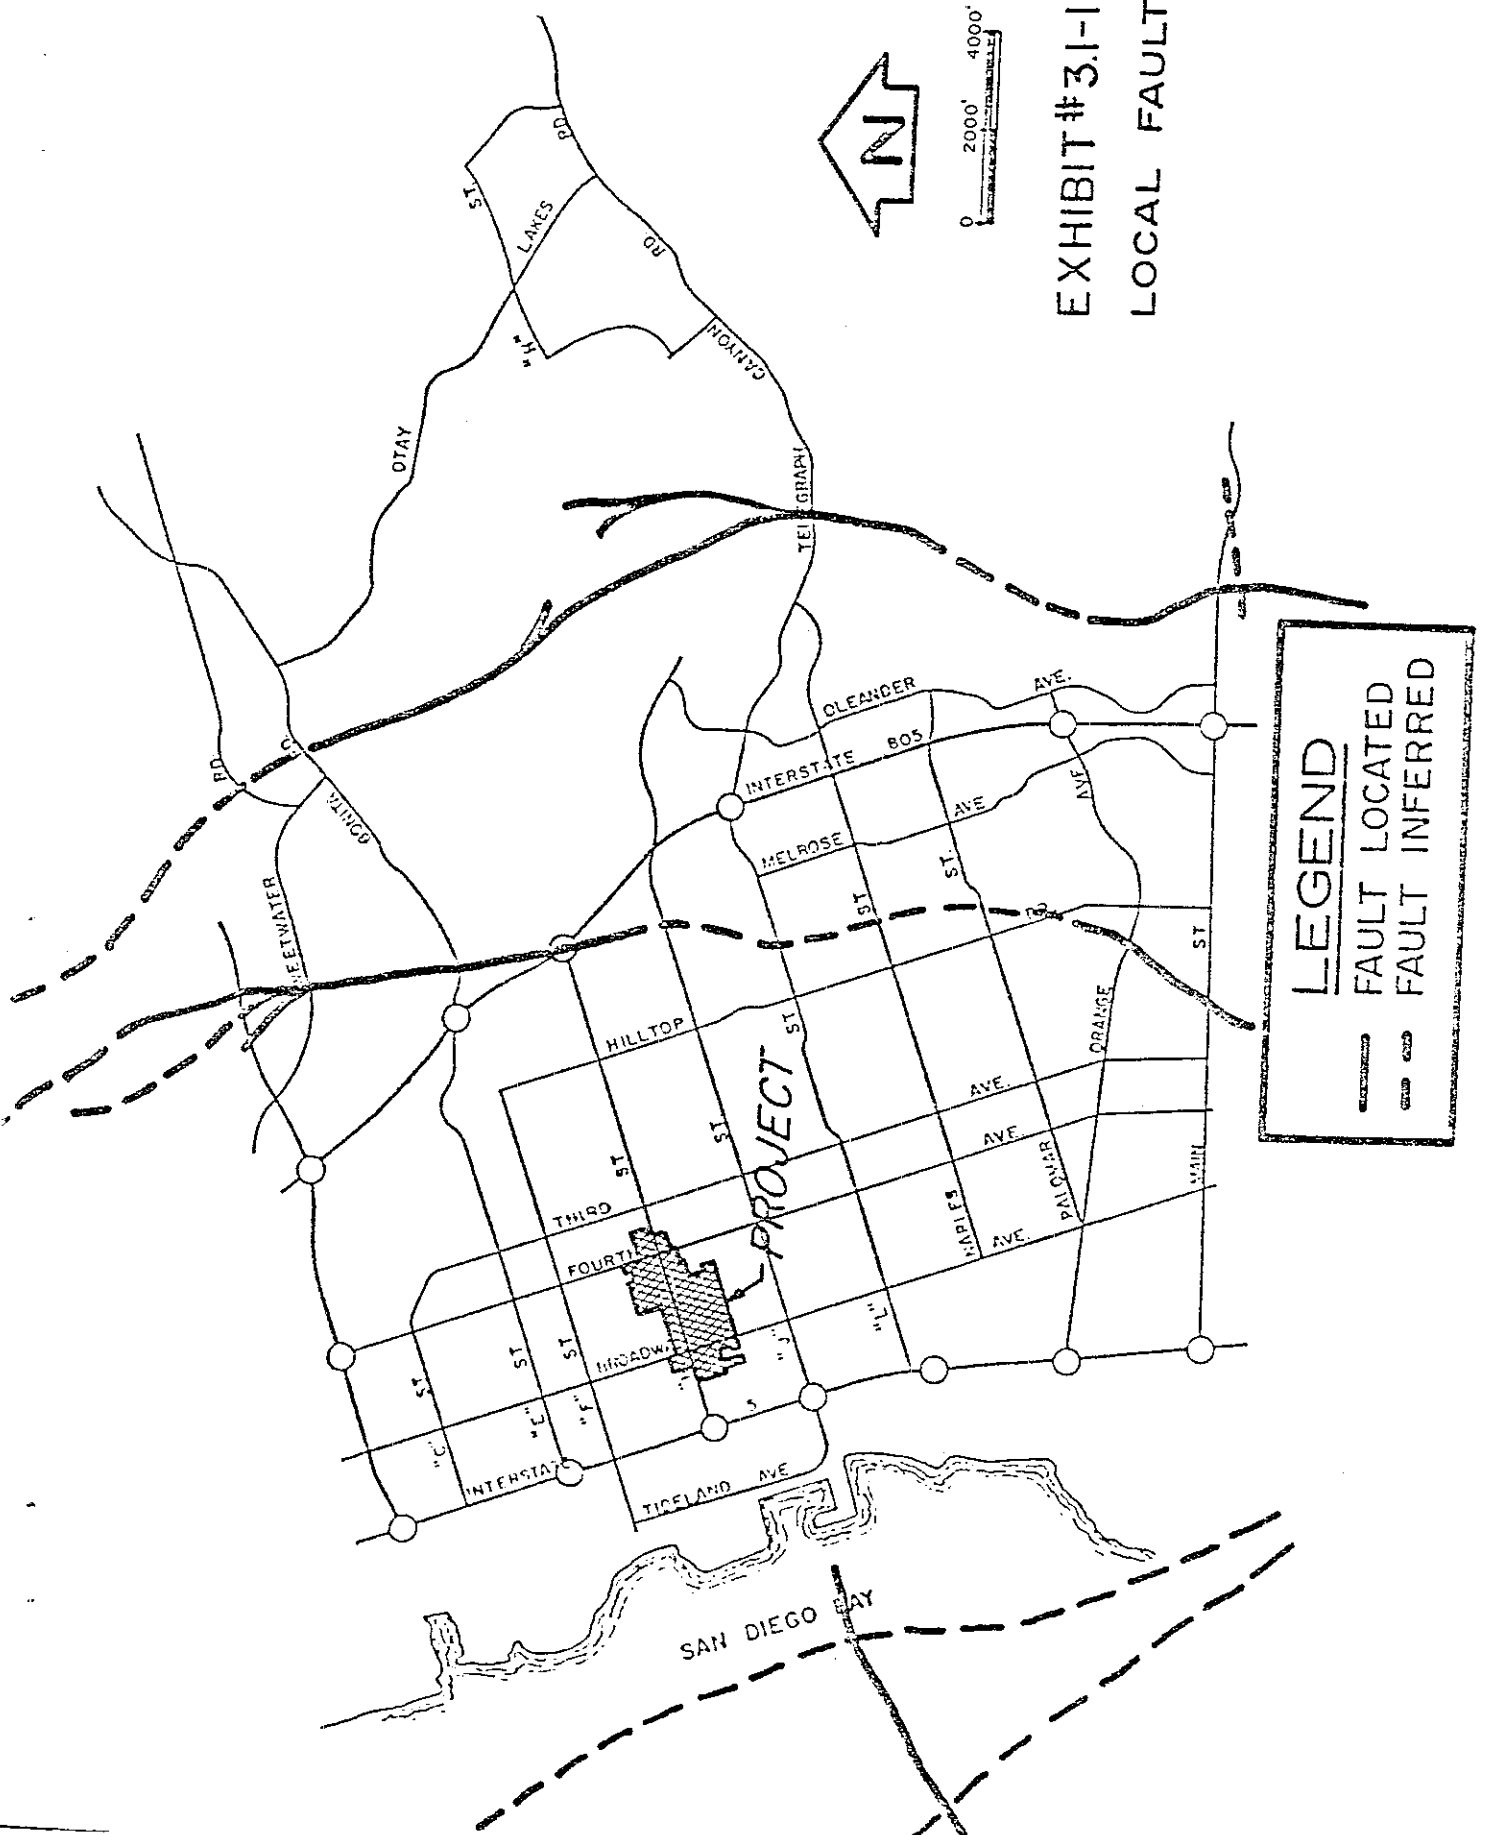 EXHIBIT #3.1-1
LOCAL FAULT
N
0 2000' 4000'
LEGEND
FAULT LOCATED
FAULT INFERRED
PROJECT
SAN DIEGO BAY
OTAY
LAKES
RD
"H"
ST.
TELEGRAPH
CANYON
RD
BONITA
RD
OLEANDER
AVE.
INTERSTATE 805
MELROSE
AVE
ORANGE
AVE
HILLTOP
THIRD
AVE.
FOURTH
AVE.
BROADWAY
AVE.
INTERSTATE
5
TIDELAND AVE
"C"
ST
"E"
ST
"F"
ST
ST
"J"
ST
"L"
ST
NAPLES
ST.
PALOMAR
MAIN
ST